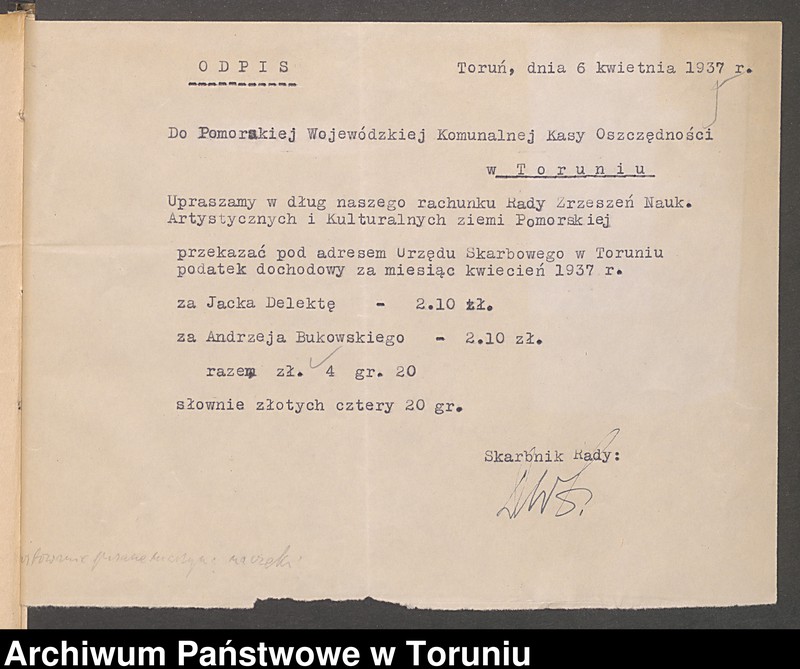 O D P I S
Toruń, dnia 6 kwietnia 1937 r.
Do Pomorskiej Wojewódzkiej Komunalnej Kasy Oszczędności
w T o r u n i u
Upraszamy w dług naszego rachunku Rady Zrzeszeń Nauk.
Artystycznych i Kulturalnych ziemi Pomorskiej
przekazać pod adresem Urzędu Skarbowego w Toruniu
podatek dochodowy za miesiąc kwiecień 1937 r.
za Jacka Delektę - 2.10 zł.
za Andrzeja Bukowskiego - 2.10 zł.
razem zł. 4 gr. 20
słownie złotych cztery 20 gr.
Skarbnik Rady:
Archiwum Państwowe w Toruniu